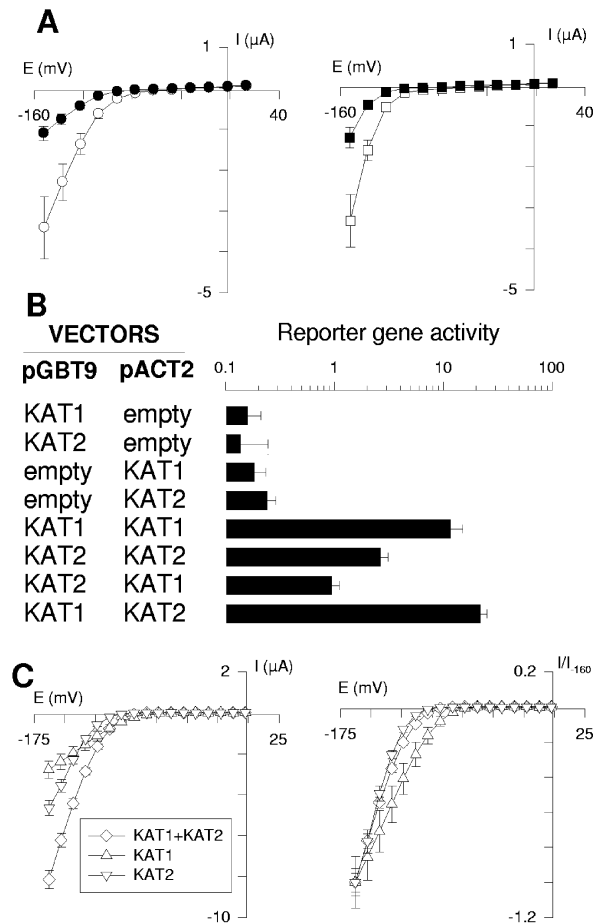 A
1
I (µA)
E (mV)
-160
40
-5
1
I (µA)
E (mV)
-160
40
-5
B
VECTORS
Reporter gene activity
pGBT9 pACT2
0.1 1 10 100
KAT1 empty
KAT2 empty
empty KAT1
empty KAT2
KAT1 KAT1
KAT2 KAT2
KAT2 KAT1
KAT1 KAT2
C
2
I (µA)
E (mV)
-175
25
KAT1+KAT2
KAT1
KAT2
-10
0.2
I/I-160
E (mV)
-175
25
-1.2